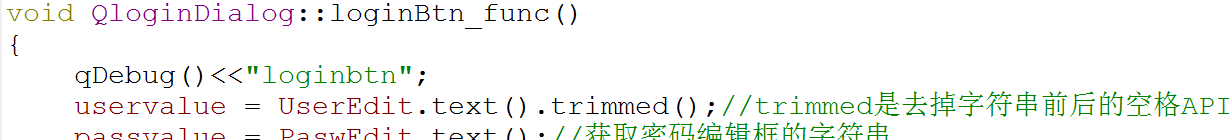 void QloginDialog::loginBtn_func()
{
    qDebug()<<"loginbtn";
    uservalue = UserEdit.text().trimmed();//trimmed是去掉字符串前后的空格API
    passvalue = PaswEdit.text();//获取密码编辑框的字符串